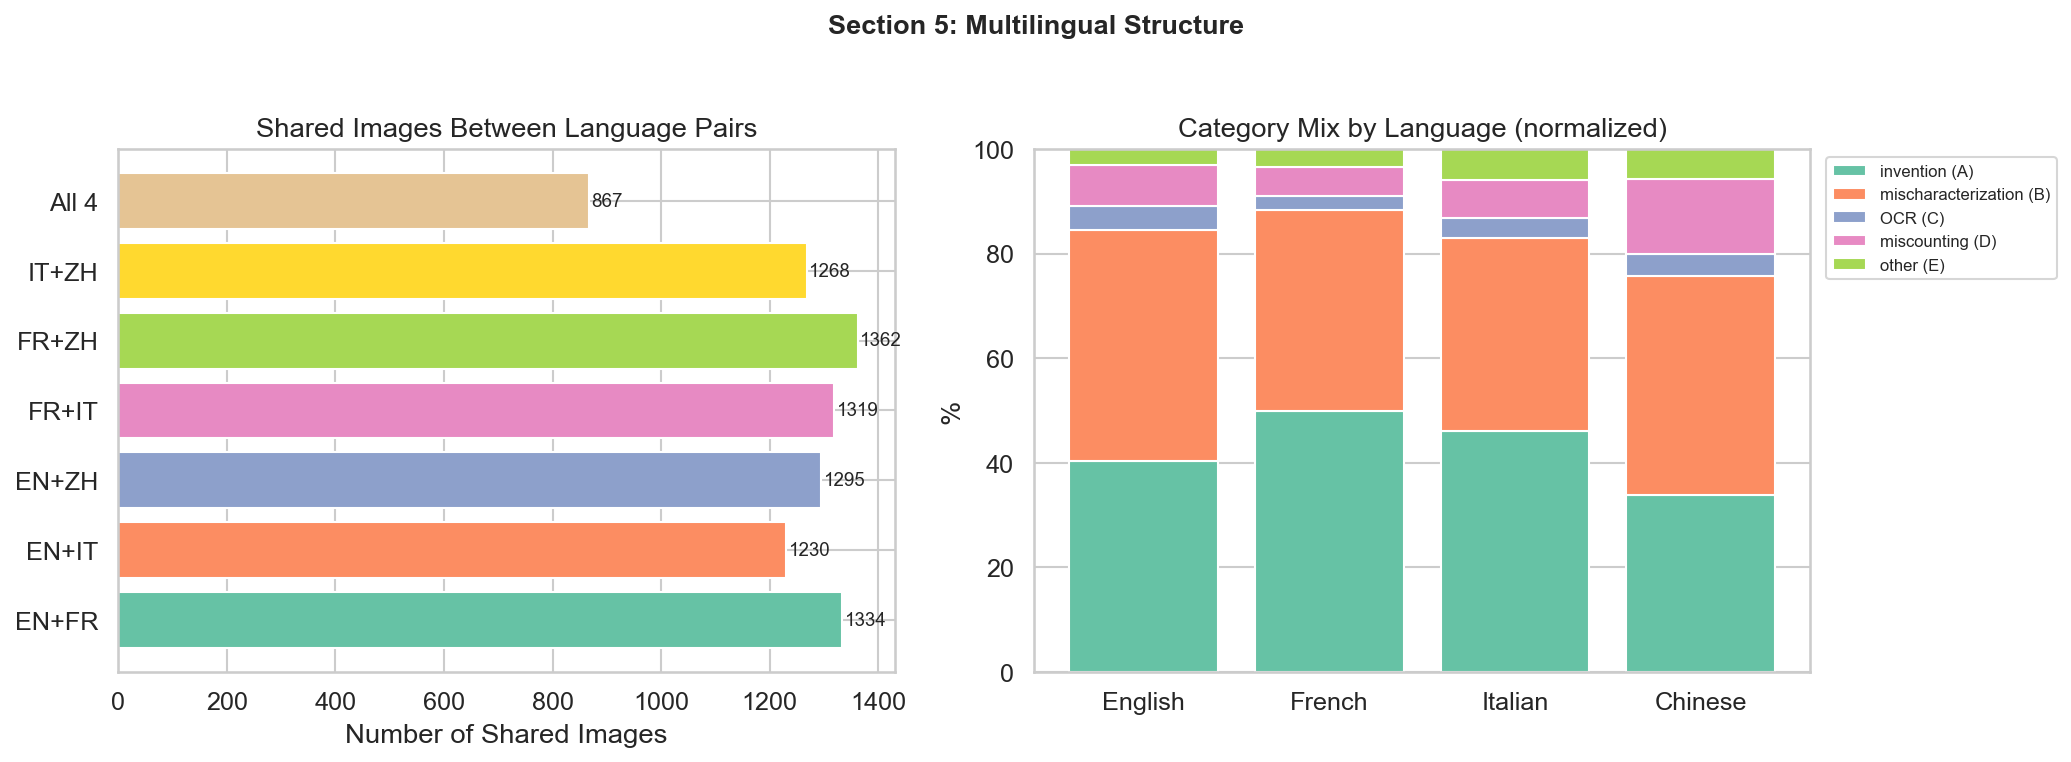 Section 5: Multilingual Structure
Shared Images Between Language Pairs
All 4
867
IT+ZH
1268
FR+ZH
1362
FR+IT
1319
EN+ZH
1295
EN+IT
1230
EN+FR
1334
0 200 400 600 800 1000 1200 1400
Number of Shared Images
Category Mix by Language (normalized)
%
100
80
60
40
20
0
English French Italian Chinese
invention (A)
mischaracterization (B)
OCR (C)
miscounting (D)
other (E)